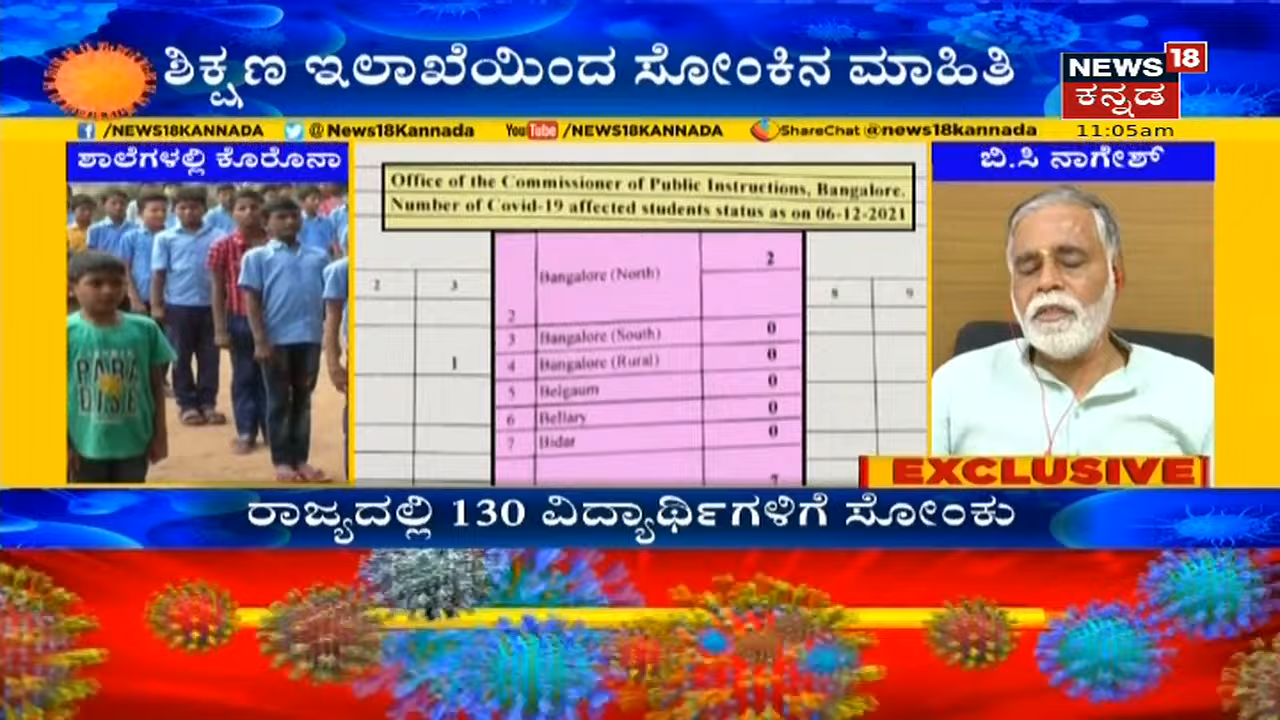 ಶಿಕ್ಷಣ ಇಲಾಖೆಯಿಂದ ಸೋಂಕಿನ ಮಾಹಿತಿ
NEWS 18
ಕನ್ನಡ
/NEWS18KANNADA @News18Kannada YouTube /NEWS18KANNADA ShareChat @news18kannada
11:05am
ಶಾಲೆಗಳಲ್ಲಿ ಕೊರೊನಾ
ಬಿ.ಸಿ ನಾಗೇಶ್
Office of the Commissioner of Public Instructions, Bangalore.
Number of Covid-19 affected students status as on 06-12-2021
2 3 8 9
1
2 Bangalore (North) 2
3 Bangalore (South) 0
4 Bangalore (Rural) 0
5 Belgaum 0
6 Bellary 0
7 Bidar 0
EXCLUSIVE
ರಾಜ್ಯದಲ್ಲಿ 130 ವಿದ್ಯಾರ್ಥಿಗಳಿಗೆ ಸೋಂಕು